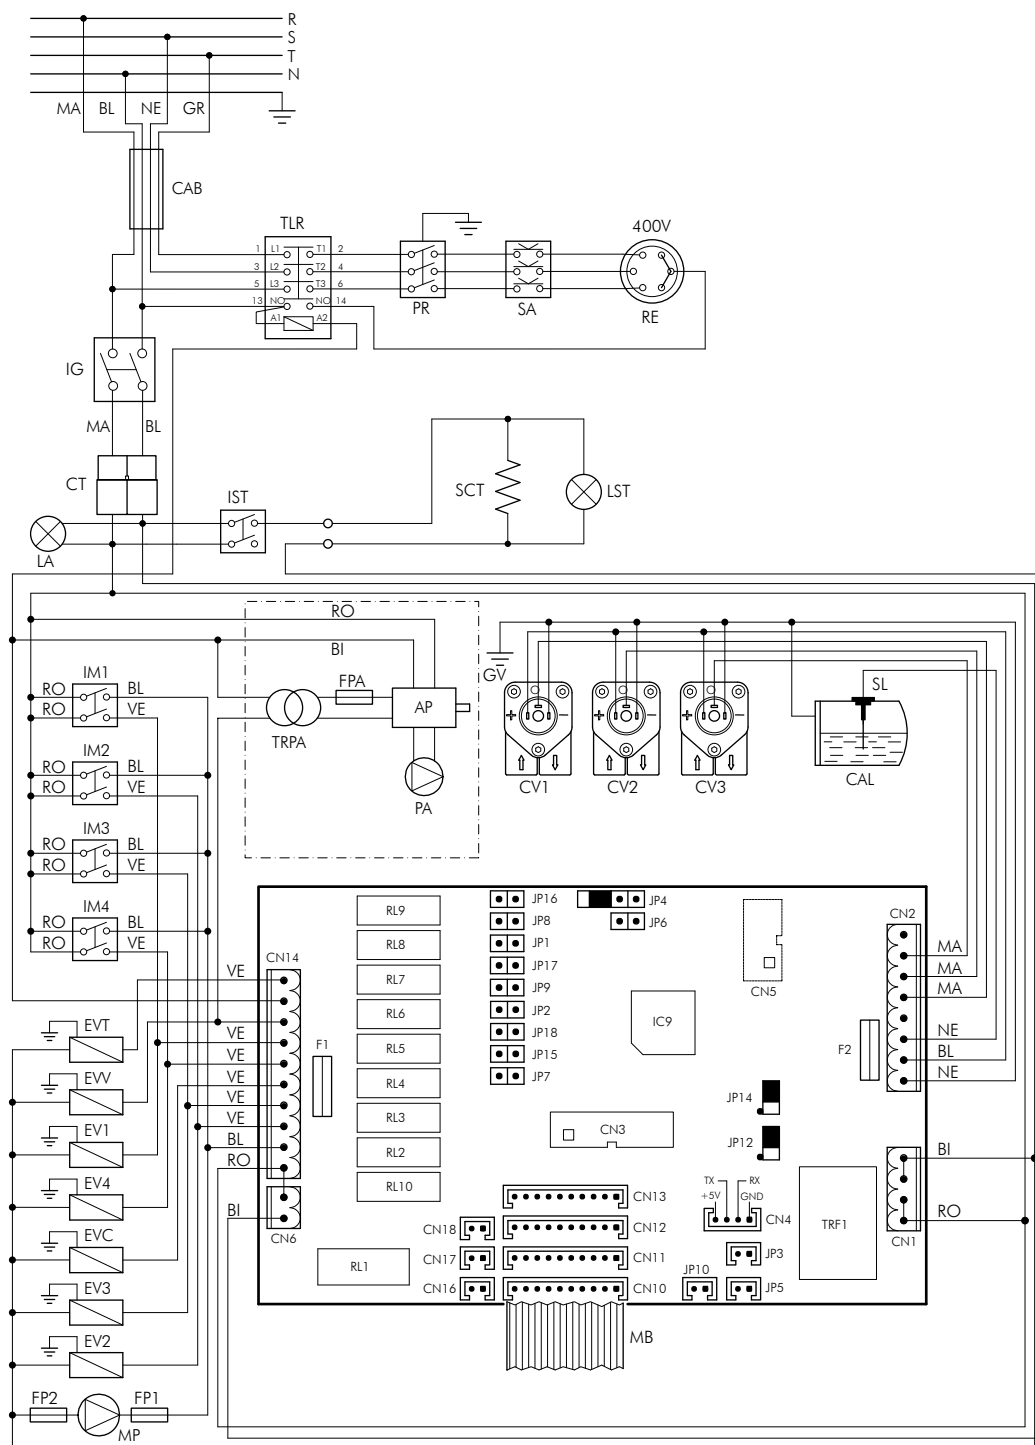 R
S
T
N
MA BL NE GR
CAB
TLR
400V
1 L1 T1 2
3 L2 T2 4
5 L3 T3 6
13 NO NO 14
A1 A2
PR
SA
RE
IG
MA BL
CT
IST
SCT
LST
LA
RO
BI
GV
IM1
RO BL
RO VE
FPA
AP
TRPA
PA
SL
CV1 CV2 CV3
CAL
IM2
RO BL
RO VE
IM3
RO BL
RO VE
IM4
RO BL
RO VE
RL9
JP16
JP4
RL8
JP8
JP6
JP1
CN2
CN14
RL7
JP17
CN5
MA
MA
MA
VE
RL6
JP9
JP2
IC9
EVT
VE
F1
RL5
JP18
JP15
F2
NE
BL
NE
VE
RL4
JP7
EVV
VE
RL3
JP14
EV1
VE
BL
RL2
CN3
JP12
BI
RO
EV4
RL10
CN13
TX RX
+5V GND
CN4
TRF1
RO
BI
CN6
CN18
CN12
CN1
EVC
RL1
CN17
CN11
JP3
EV3
CN16
CN10
JP10
JP5
EV2
MB
FP2 FP1
MP